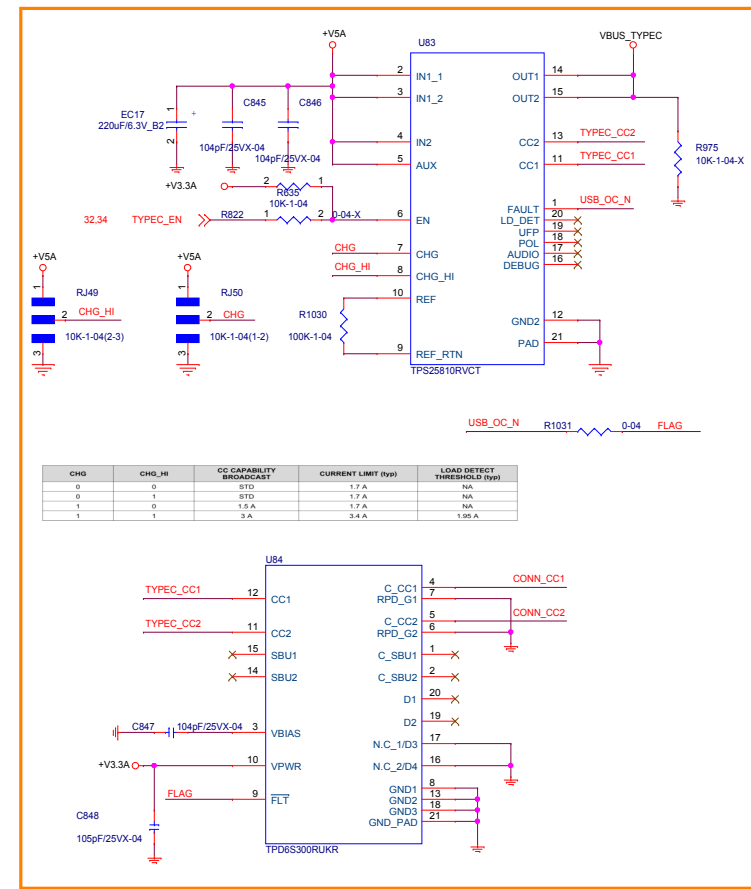 +V5A
U83
VBUS_TYPEC
2 IN1_1 OUT1 14
3 IN1_2 OUT2 15
EC17
220uF/6.3V_B2
1
+
2
C845
104pF/25VX-04
C846
104pF/25VX-04
4 IN2 CC2 13 TYPEC_CC2
5 AUX CC1 11 TYPEC_CC1
R975
10K-1-04-X
+V3.3A 2 1
R635
10K-1-04
FAULT 1 USB_OC_N
32,34 TYPEC_EN R822 1 2 0-04-X 6 EN
LD_DET 20
UFP 19
POL 18
AUDIO 17
DEBUG 16
CHG 7 CHG
CHG_HI 8 CHG_HI
10 REF
R1030
100K-1-04
9 REF_RTN
GND2 12
PAD 21
TPS25810RVCT
+V5A
1
RJ49
2 CHG_HI
10K-1-04(2-3)
3
+V5A
1
RJ50
2 CHG
10K-1-04(1-2)
3
USB_OC_N R1031 0-04 FLAG
CHG CHG_HI CC CAPABILITY BROADCAST CURRENT LIMIT (typ) LOAD DETECT THRESHOLD (typ)
0 0 STD 1.7 A NA
0 1 STD 1.7 A NA
1 0 1.5 A 1.7 A NA
1 1 3 A 3.4 A 1.95 A
U84
TYPEC_CC1 12 CC1 C_CC1 4 CONN_CC1
RPD_G1 7
TYPEC_CC2 11 CC2 C_CC2 5 CONN_CC2
RPD_G2 6
15 SBU1 C_SBU1 1
14 SBU2 C_SBU2 2
D1 20
D2 19
C847 104pF/25VX-04 3 VBIAS
N.C_1/D3 17
+V3.3A 10 VPWR N.C_2/D4 16
FLAG 9 FLT
GND1 8
GND2 13
GND3 18
GND_PAD 21
C848
105pF/25VX-04
TPD6S300RUKR